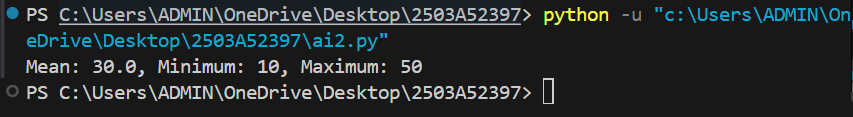 PS C:\Users\ADMIN\OneDrive\Desktop\2503A52397> python -u "c:\Users\ADMIN\On
eDrive\Desktop\2503A52397\ai2.py"
Mean: 30.0, Minimum: 10, Maximum: 50
PS C:\Users\ADMIN\OneDrive\Desktop\2503A52397>